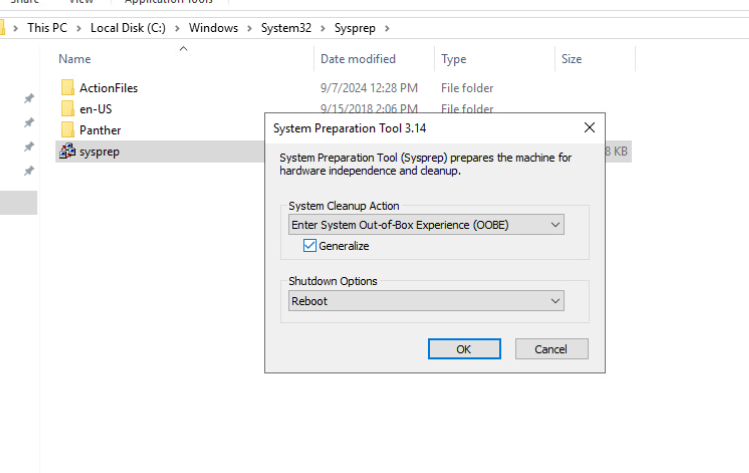 Share View Application Tools
This PC > Local Disk (C:) > Windows > System32 > Sysprep >
Name Date modified Type Size
ActionFiles 9/7/2024 12:28 PM File folder
en-US 9/15/2018 2:06 PM File folder
Panther
sysprep 8 KB
System Preparation Tool 3.14
System Preparation Tool (Sysprep) prepares the machine for
hardware independence and cleanup.
System Cleanup Action
Enter System Out-of-Box Experience (OOBE)
Generalize
Shutdown Options
Reboot
OK Cancel